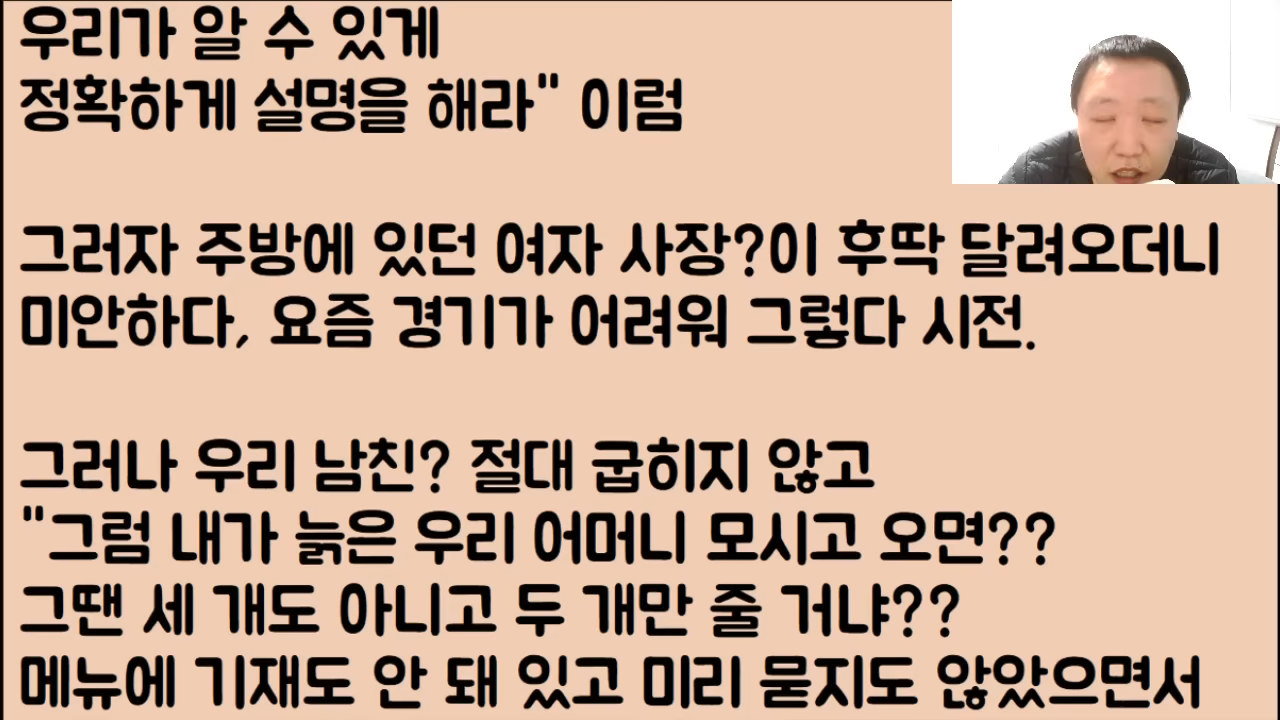 우리가 알 수 있게
정확하게 설명을 해라" 이럼
그러자 주방에 있던 여자 사장?이 후딱 달려오더니
미안하다, 요즘 경기가 어려워 그렇다 시전.
그러나 우리 남친? 절대 굽히지 않고
"그럼 내가 늙은 우리 어머니 모시고 오면??
그땐 세 개도 아니고 두 개만 줄 거냐??
메뉴에 기재도 안 돼 있고 미리 묻지도 않았으면서